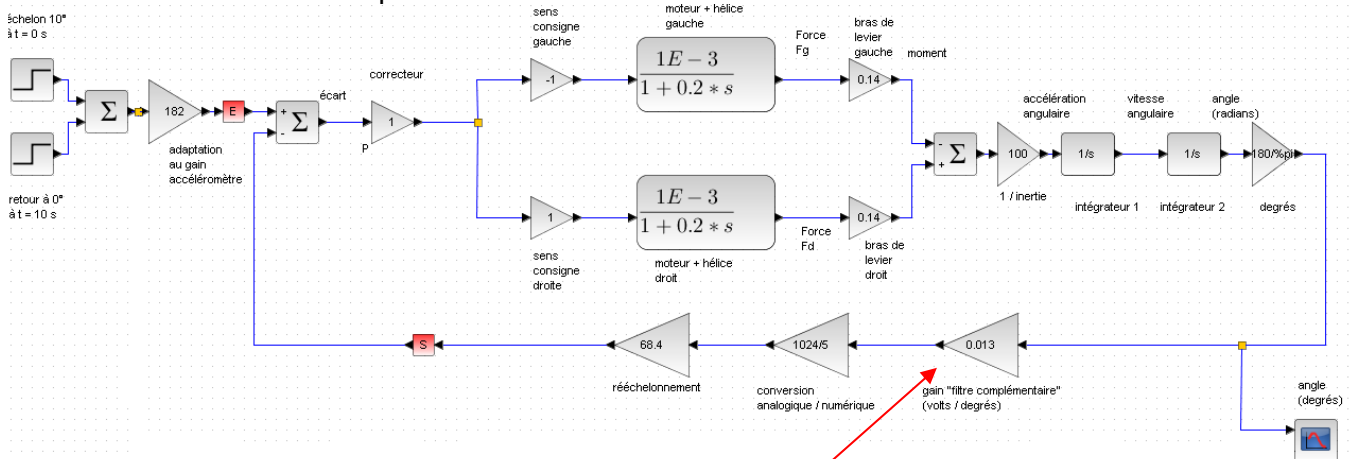 échelon 10°
à t = 0 s
Σ
182
E
adaptation
au gain
accéléromètre
retour à 0°
à t = 10 s
+
-
Σ
écart
correcteur
1
P
sens
consigne
gauche
-1
moteur + hélice
gauche
1E − 3
1 + 0.2 * s
Force
Fg
bras de
levier
gauche
0.14
moment
1
sens
consigne
droite
1E − 3
1 + 0.2 * s
moteur + hélice
droit
Force
Fd
0.14
bras de
levier
droit
-
+
Σ
100
1 / inertie
accélération
angulaire
1/s
intégrateur 1
vitesse
angulaire
1/s
intégrateur 2
angle
(radians)
180/%pi
degrés
S
68.4
rééchelonnement
1024/5
conversion
analogique / numérique
0.013
gain "filtre complémentaire"
(volts / degrés)
angle
(degrés)